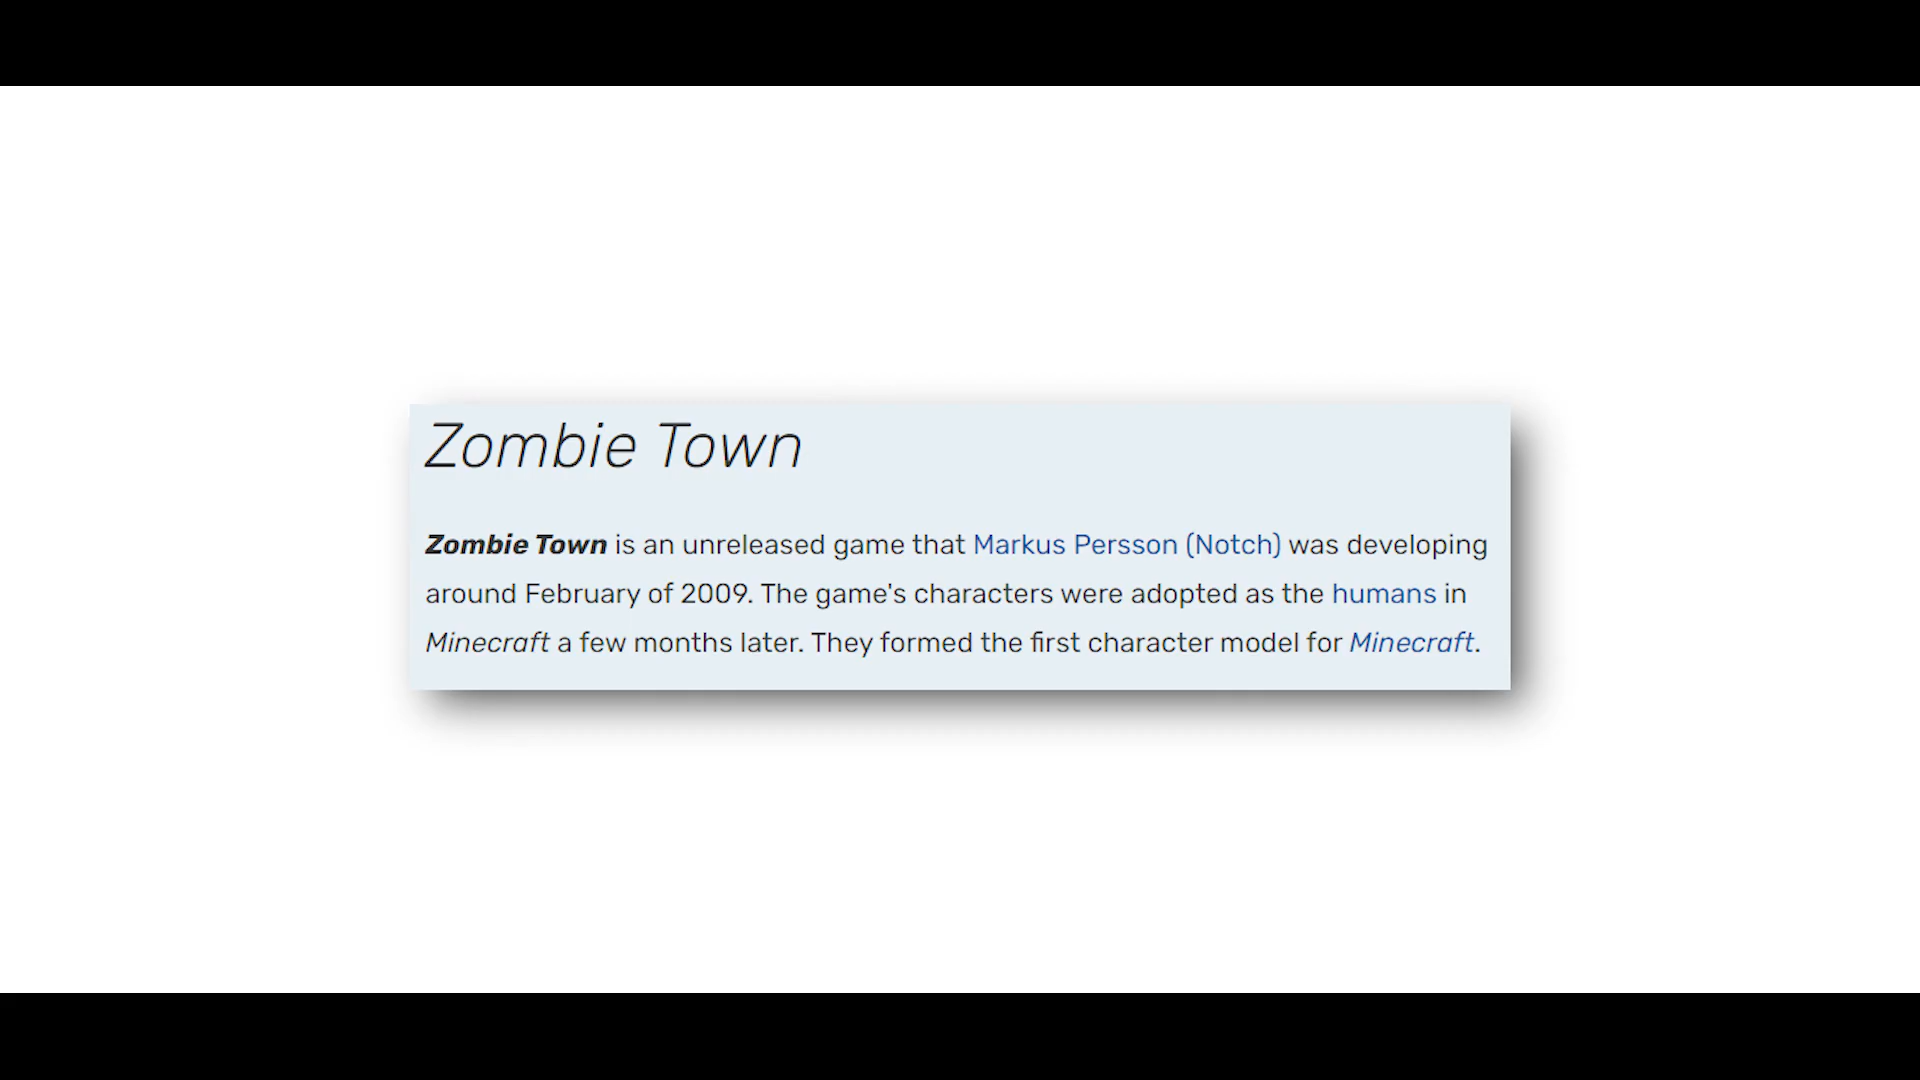 Zombie Town
Zombie Town is an unreleased game that Markus Persson (Notch) was developing
around February of 2009. The game's characters were adopted as the humans in
Minecraft a few months later. They formed the first character model for Minecraft.